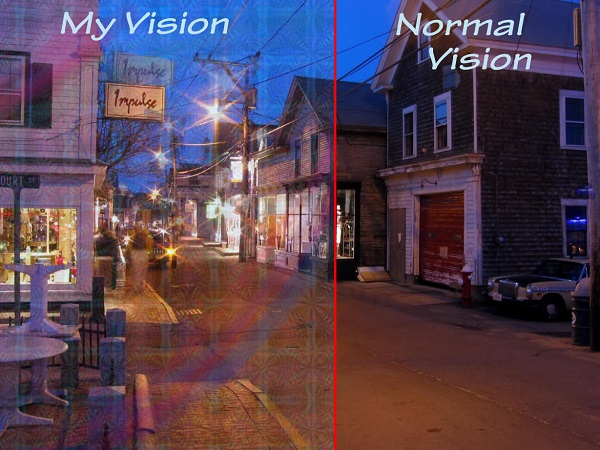 My Vision
Normal
Vision
Impulse
Impulse
OURT ST